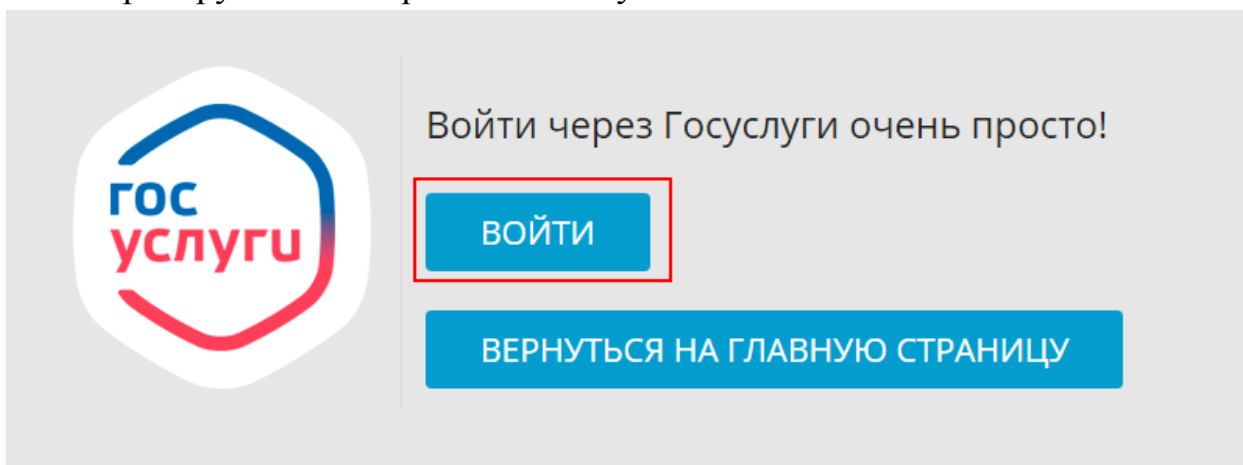 гос
услуги
Войти через Госуслуги очень просто!
ВОЙТИ
ВЕРНУТЬСЯ НА ГЛАВНУЮ СТРАНИЦУ